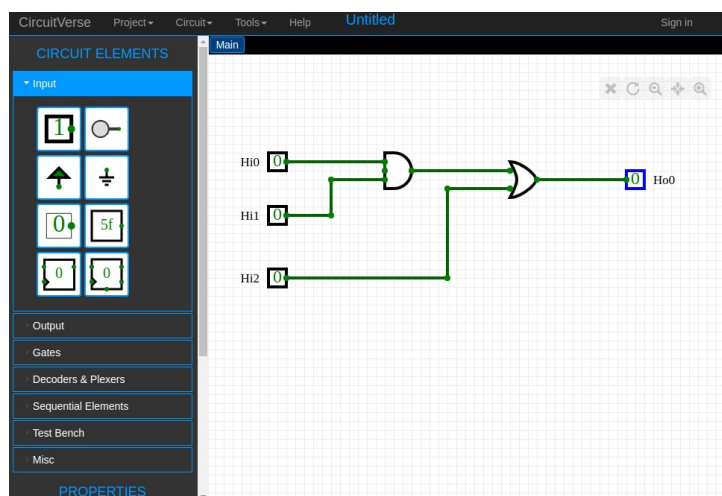 CircuitVerse Project Circuit Tools Help Untitled Sign in
CIRCUIT ELEMENTS
Main
Input
1
0 5f
0 0
Output
Gates
Decoders & Plexers
Sequential Elements
Test Bench
Misc
PROPERTIES
Hi0 0
0 Ho0
Hi1 0
Hi2 0